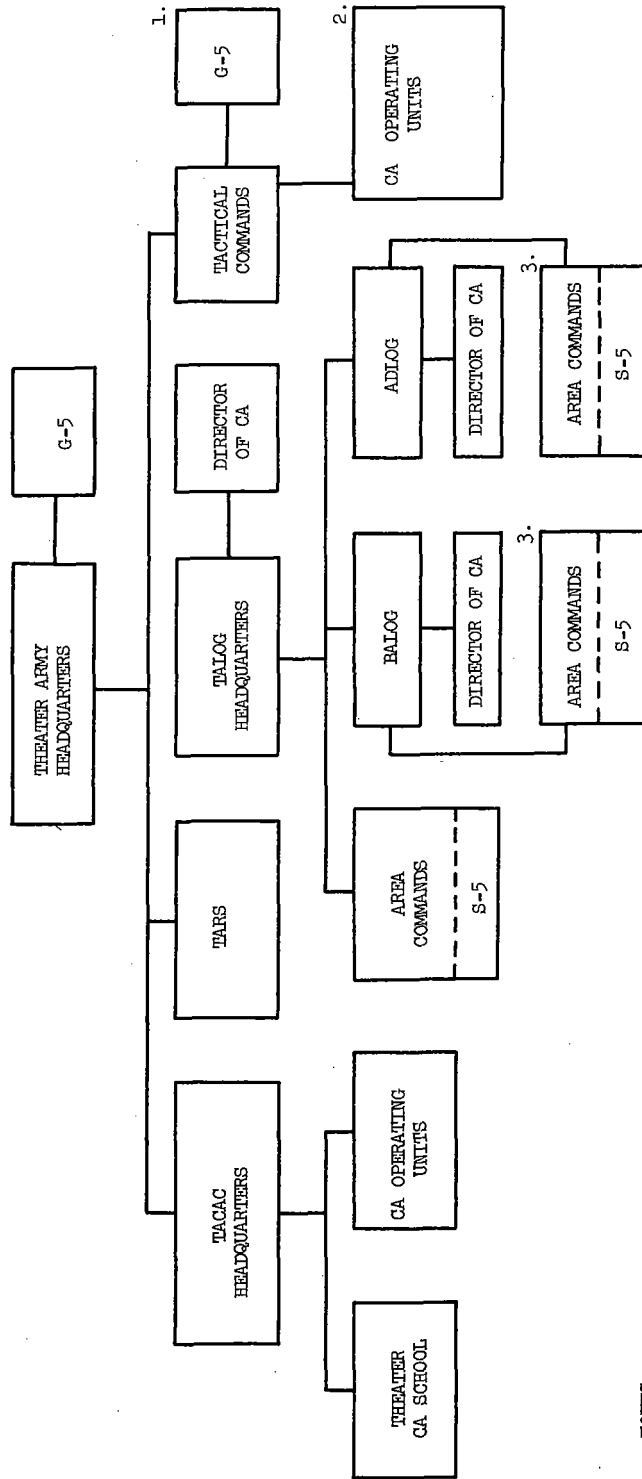 THEATER ARMY
HEADQUARTERS
G-5
TACAC
HEADQUARTERS
TARS
TALOG
HEADQUARTERS
DIRECTOR
OF CA
TACTICAL
COMMANDS
1.
G-5
THEATER
CA SCHOOL
CA OPERATING
UNITS
AREA
COMMANDS
S-5
BALOG
DIRECTOR OF CA
3.
AREA COMMANDS
S-5
ADLOG
DIRECTOR OF CA
3.
AREA COMMANDS
S-5
2.
CA OPERATING
UNITS